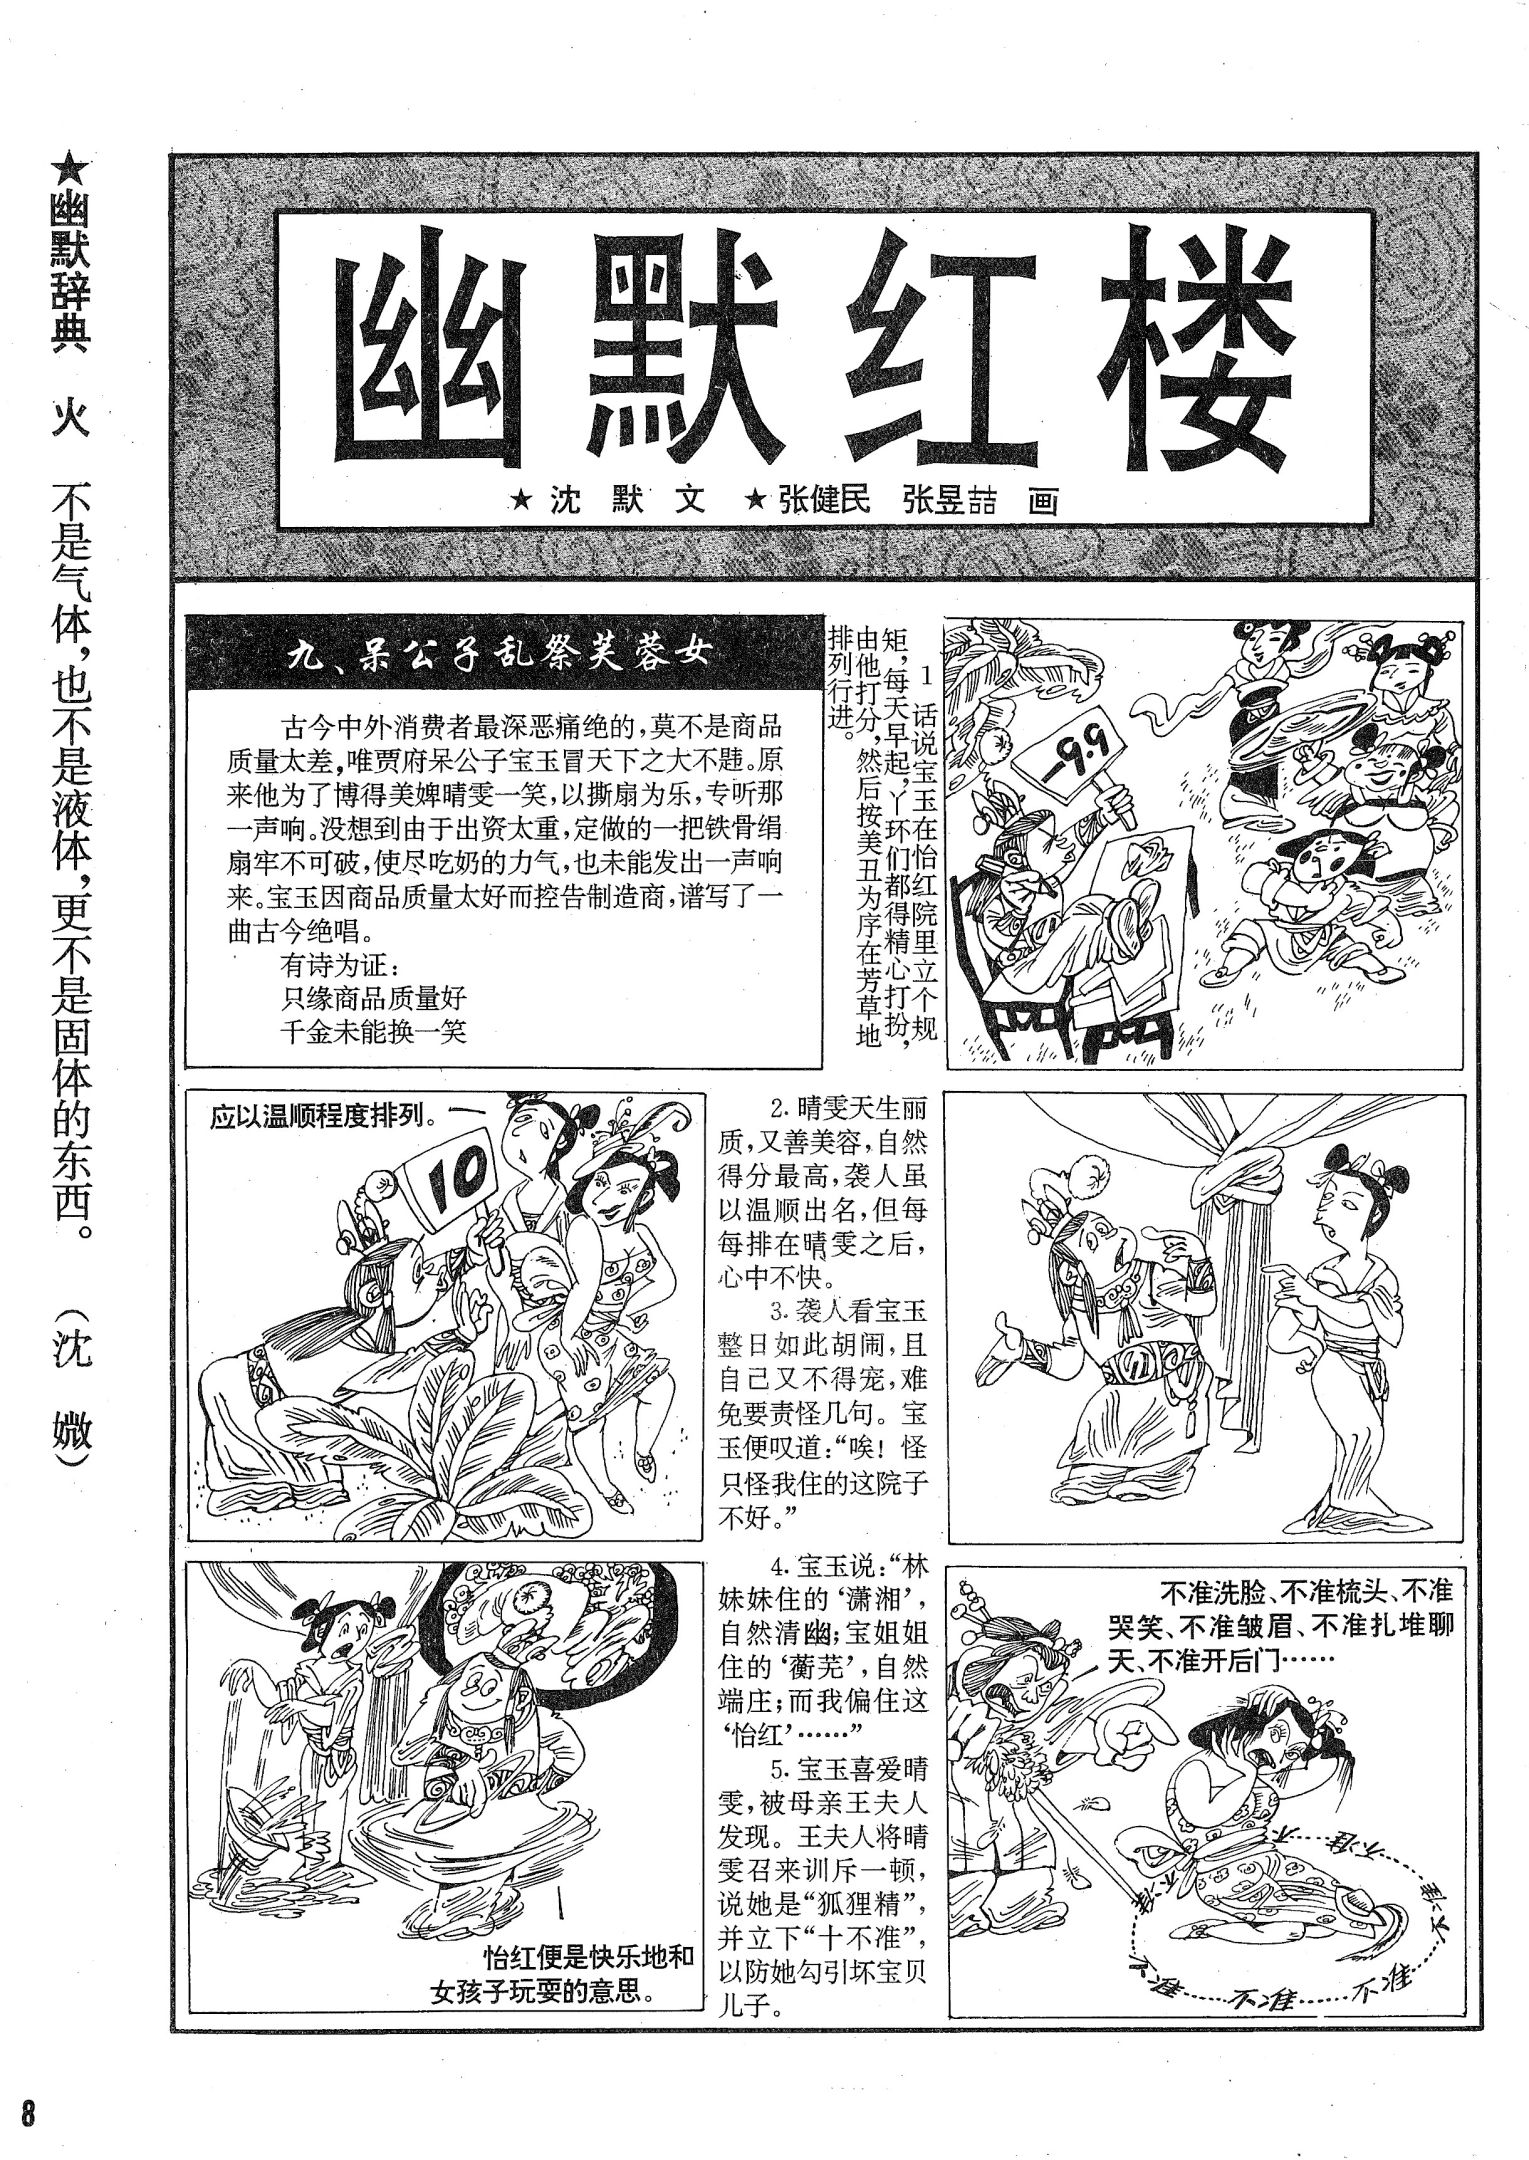 幽默红楼
★沈默文 ★张健民 张昱喆 画
九、呆公子乱祭芙蓉女
古今中外消费者最深恶痛绝的，莫不是商品
质量太差，唯贾府呆公子宝玉冒天下之大不韪。原
来他为了博得美婢晴雯一笑，以撕扇为乐，专听那
一声响。没想到由于出资太重，定做的一把铁骨绢
扇牢不可破，使尽吃奶的力气，也未能发出一声响
来。宝玉因商品质量太好而控告制造商，谱写了一
曲古今绝唱。
有诗为证：
只缘商品质量好
千金未能换一笑
1 话说宝玉在怡红院里立个规
矩，每天早起，丫环们都得精心打扮，
由他打分，然后按美丑为序在芳草地
排列行进。
-9.9
应以温顺程度排列。
10
2. 晴雯天生丽
质，又善美容，自然
得分最高，袭人虽
以温顺出名，但每
每排在晴雯之后，
心中不快。
3. 袭人看宝玉
整日如此胡闹，且
自己又不得宠，难
免要责怪几句。宝
玉便叹道：“唉！怪
只怪我住的这院子
不好。”
4. 宝玉说：“林
妹妹住的‘潇湘’，
自然清幽；宝姐姐
住的‘蘅芜’，自然
端庄；而我偏住这
‘怡红’……”
怡红便是快乐地和
女孩子玩耍的意思。
5. 宝玉喜爱晴
雯，被母亲王夫人
发现。王夫人将晴
雯召来训斥一顿，
说她是“狐狸精”，
并立下“十不准”，
以防她勾引坏宝贝
儿子。
不准洗脸、不准梳头、不准
哭笑、不准皱眉、不准扎堆聊
天、不准开后门……
不……不准……不准……不准……不准……不准……不准
★幽默辞典 火 不是气体，也不是液体，更不是固体的东西。 （沈 媺）
8